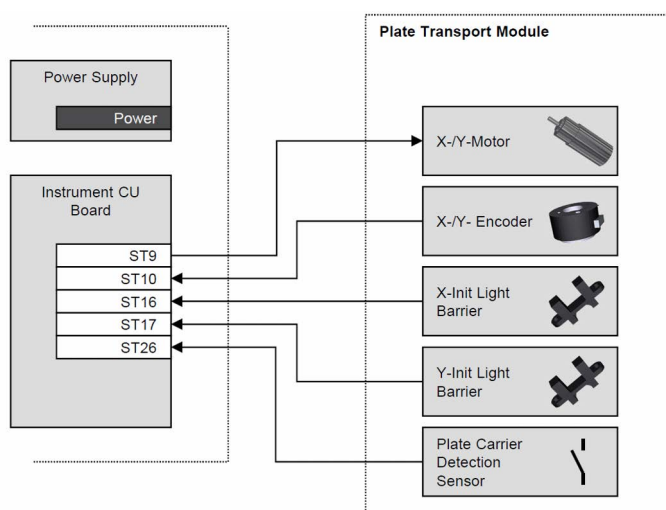 Plate Transport Module
Power Supply
Power
Instrument CU
Board
ST9
ST10
ST16
ST17
ST26
X-/Y-Motor
X-/Y- Encoder
X-Init Light
Barrier
Y-Init Light
Barrier
Plate Carrier
Detection
Sensor